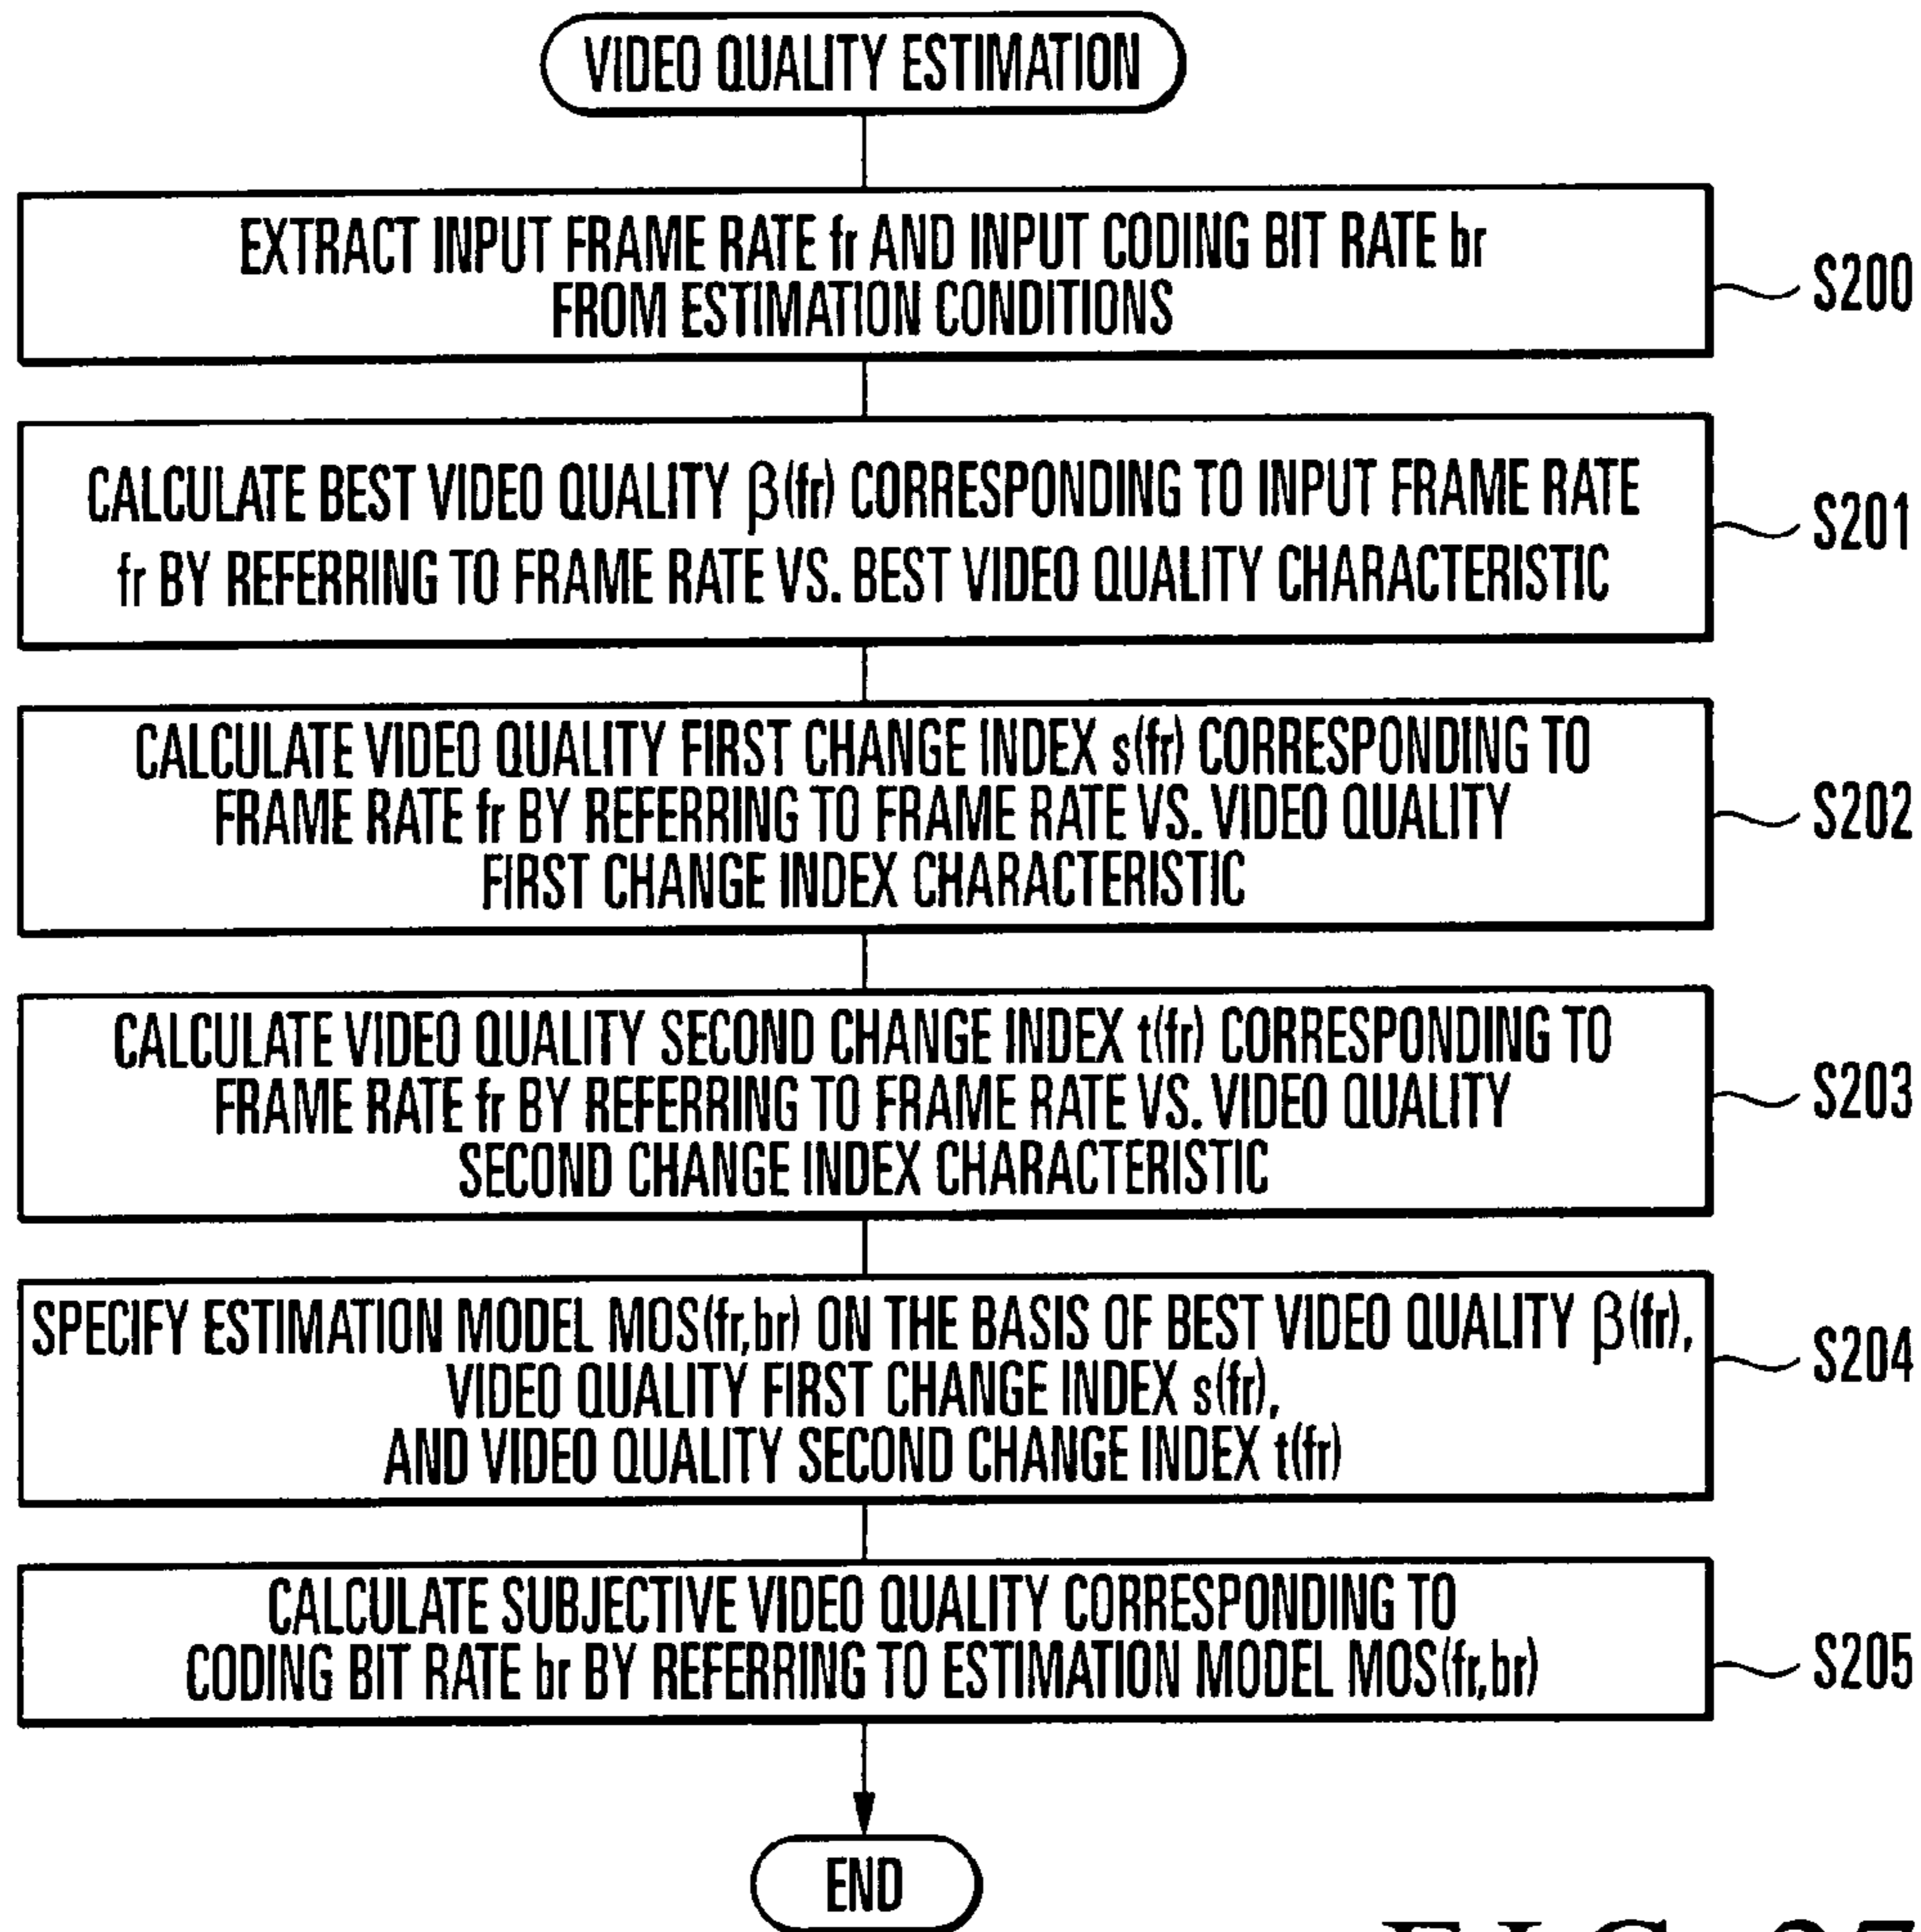 VIDEO QUALITY ESTIMATION
EXTRACT INPUT FRAME RATE fr AND INPUT CODING BIT RATE br
FROM ESTIMATION CONDITIONS
S200
CALCULATE BEST VIDEO QUALITY β(fr) CORRESPONDING TO INPUT FRAME RATE
fr BY REFERRING TO FRAME RATE VS. BEST VIDEO QUALITY CHARACTERISTIC
S201
CALCULATE VIDEO QUALITY FIRST CHANGE INDEX s(fr) CORRESPONDING TO
FRAME RATE fr BY REFERRING TO FRAME RATE VS. VIDEO QUALITY
FIRST CHANGE INDEX CHARACTERISTIC
S202
CALCULATE VIDEO QUALITY SECOND CHANGE INDEX t(fr) CORRESPONDING TO
FRAME RATE fr BY REFERRING TO FRAME RATE VS. VIDEO QUALITY
SECOND CHANGE INDEX CHARACTERISTIC
S203
SPECIFY ESTIMATION MODEL MOS(fr,br) ON THE BASIS OF BEST VIDEO QUALITY β(fr),
VIDEO QUALITY FIRST CHANGE INDEX s(fr),
AND VIDEO QUALITY SECOND CHANGE INDEX t(fr)
S204
CALCULATE SUBJECTIVE VIDEO QUALITY CORRESPONDING TO
CODING BIT RATE br BY REFERRING TO ESTIMATION MODEL MOS(fr,br)
S205
END